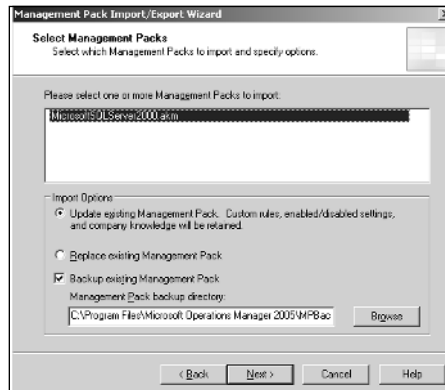 Management Pack Import/Export Wizard
Select Management Packs
Select which Management Packs to import and specify options.
Please select one or more Management Packs to import:
MicrosoftSQLServer2000.akm
Import Options
Update existing Management Pack. Custom rules, enabled/disabled settings,
and company knowledge will be retained.
Replace existing Management Pack
Backup existing Management Pack
Management Pack backup directory:
C:\Program Files\Microsoft Operations Manager 2005\MPBac
Browse
< Back
Next >
Cancel
Help